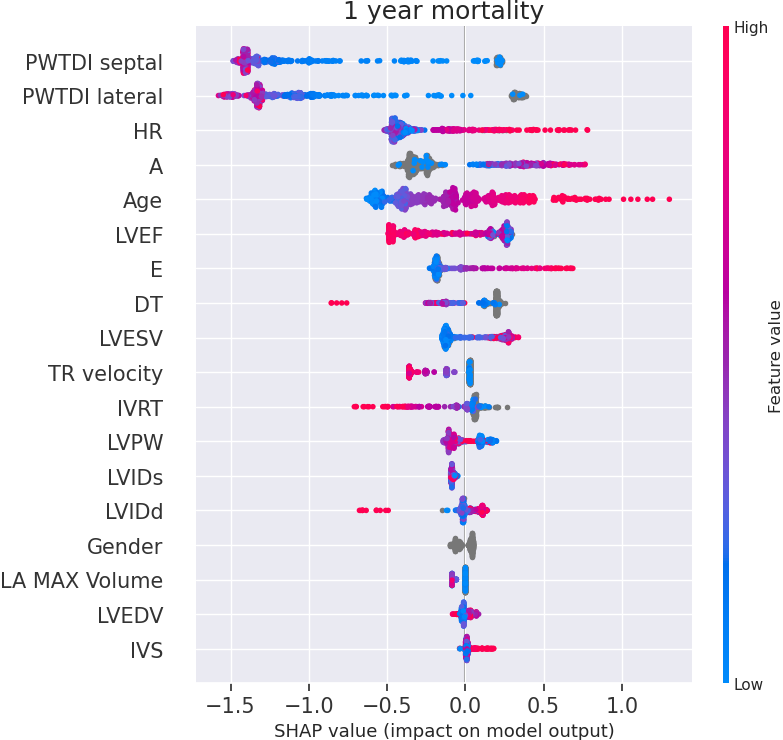 1 year mortality
High
PWTDI septal
PWTDI lateral
HR
A
Age
LVEF
E
DT
LVESV
TR velocity
IVRT
LVPW
LVIDs
LVIDd
Gender
LA MAX Volume
LVEDV
IVS
Feature value
Low
−1.5 −1.0 −0.5 0.0 0.5 1.0
SHAP value (impact on model output)